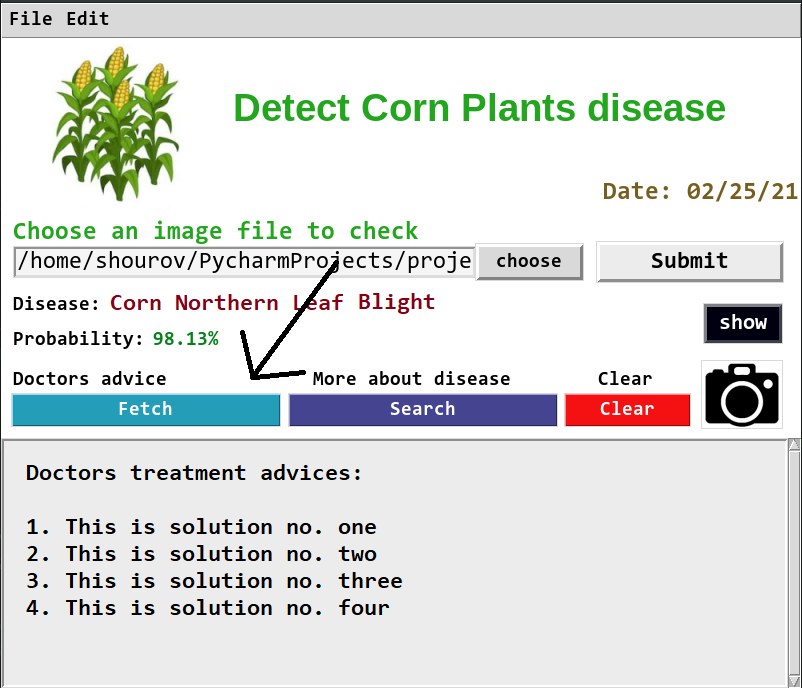 File Edit
Detect Corn Plants disease
Date: 02/25/21
Choose an image file to check
/home/shourov/PycharmProjects/proje choose Submit
Disease: Corn Northern Leaf Blight
show
Probability: 98.13%
Doctors advice More about disease Clear
Fetch Search Clear
Doctors treatment advices:
1. This is solution no. one
2. This is solution no. two
3. This is solution no. three
4. This is solution no. four